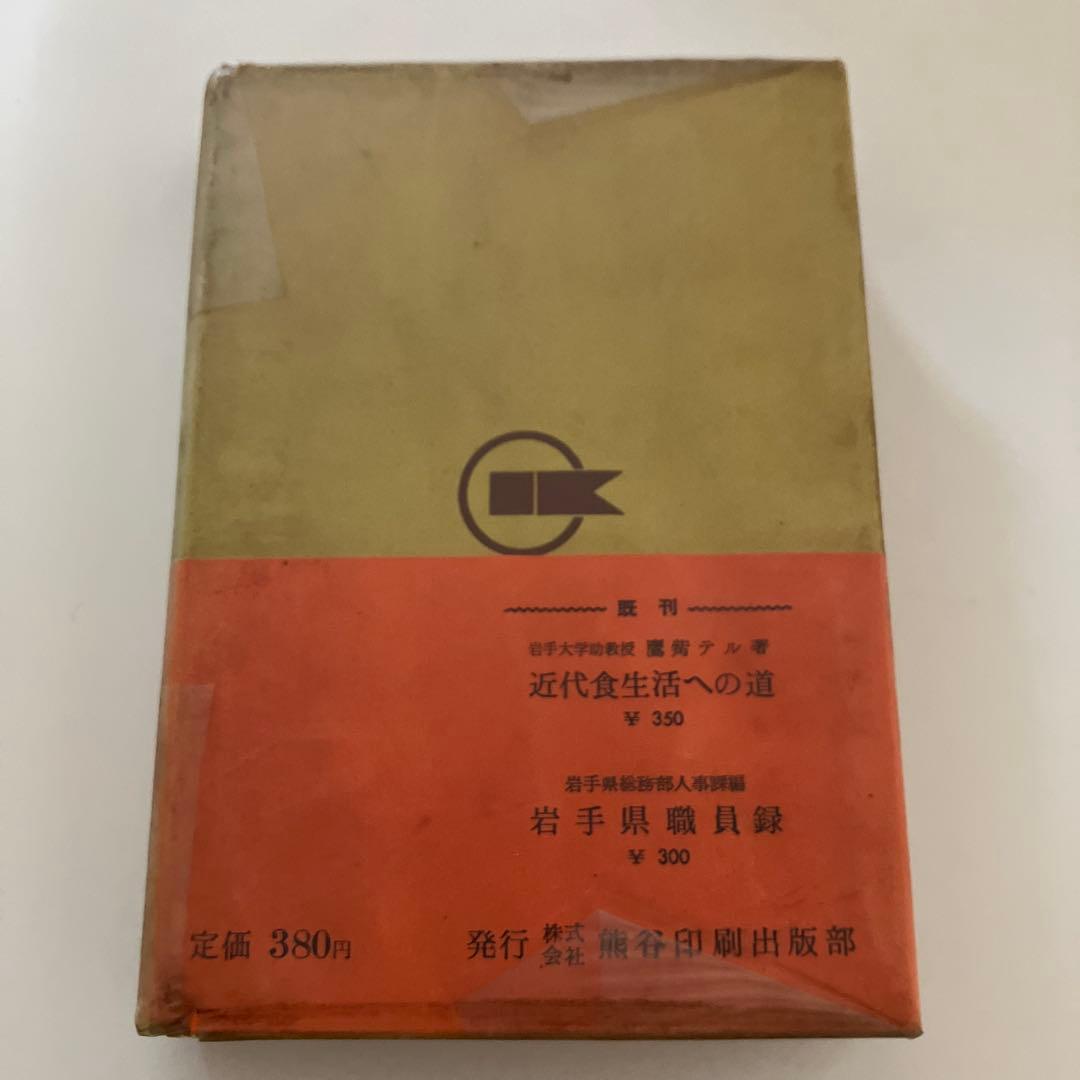 既刊
岩手大学助教授 鷹觜テル著
近代食生活への道
¥ 350
岩手県総務部人事課編
岩手県職員録
¥ 300
定価 380円
発行 株式会社 熊谷印刷出版部